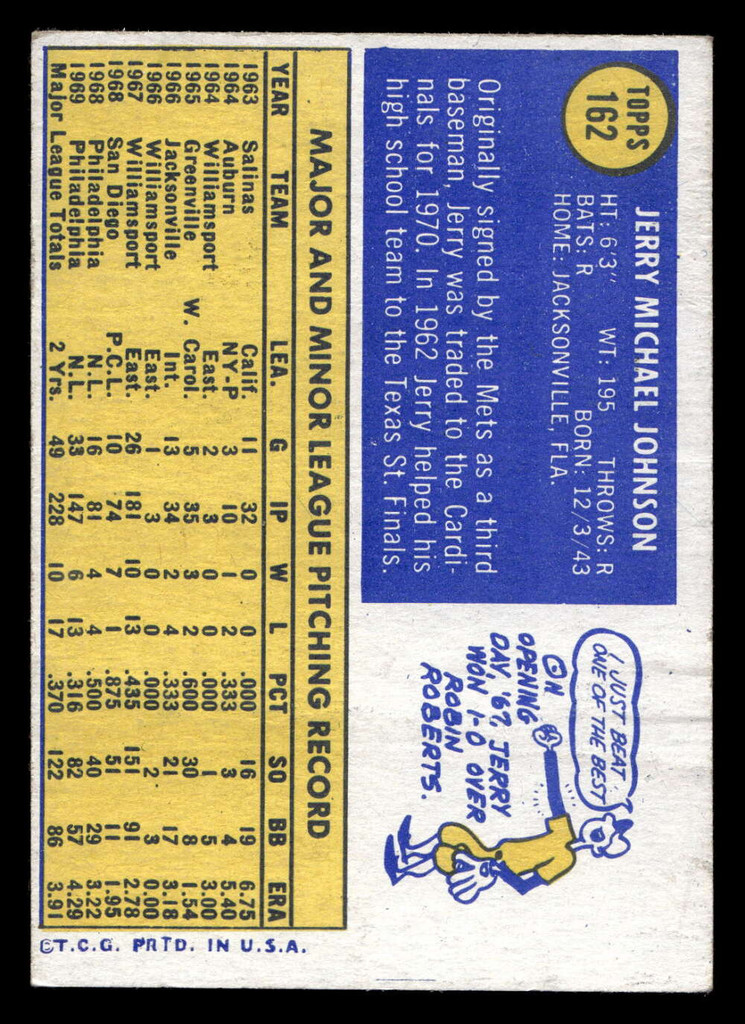 TOPPS
162
JERRY MICHAEL JOHNSON
HT: 6'3" WT: 195 THROWS: R
BATS: R BORN: 12/3/43
HOME: JACKSONVILLE, FLA.
Originally signed by the Mets as a third
baseman, Jerry was traded to the Cardi-
nals for 1970. In 1962 Jerry helped his
high school team to the Texas St. Finals.
I JUST BEAT
ONE OF THE BEST
ON
OPENING
DAY, '67, JERRY
WON 1-0 OVER
ROBIN
ROBERTS.
MAJOR AND MINOR LEAGUE PITCHING RECORD
YEAR TEAM LEA. G IP W L PCT SO BB ERA
1963 Salinas Calif. 11 32 0 0 .000 16 19 6.75
1964 Auburn NY-P 3 10 1 2 .333 3 4 5.40
1964 Williamsport East. 2 3 0 0 .000 1 5 3.00
1965 Greenville W. Carol. 5 35 3 2 .600 30 8 1.54
1966 Jacksonville Int. 13 34 2 4 .333 21 17 3.18
1966 Williamsport East. 1 3 0 0 .000 2 3 0.00
1967 Williamsport East. 26 181 10 13 .435 151 91 2.78
1968 San Diego P.C.L. 10 74 7 1 .875 51 11 1.95
1968 Philadelphia N.L. 16 81 4 4 .500 40 29 3.22
1969 Philadelphia N.L. 33 147 6 13 .316 82 57 4.29
Major League Totals 2 Yrs. 49 228 10 17 .370 122 86 3.91
©T.C.G. PRTD. IN U.S.A.